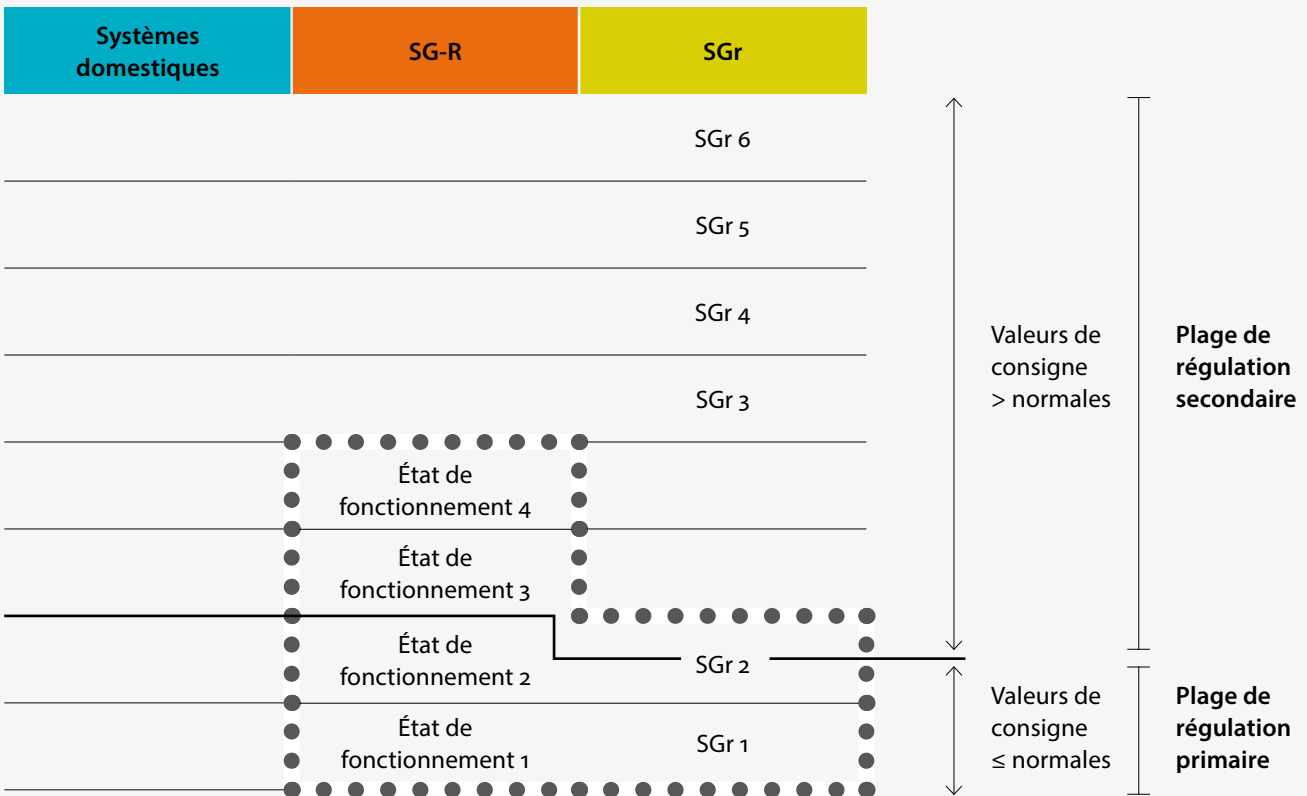 Systèmes
domestiques
SG-R
SGr
SGr 6
SGr 5
SGr 4
SGr 3
Valeurs de
consigne
> normales
Plage de
régulation
secondaire
État de
fonctionnement 4
État de
fonctionnement 3
État de
fonctionnement 2
SGr 2
État de
fonctionnement 1
SGr 1
Valeurs de
consigne
≤ normales
Plage de
régulation
primaire